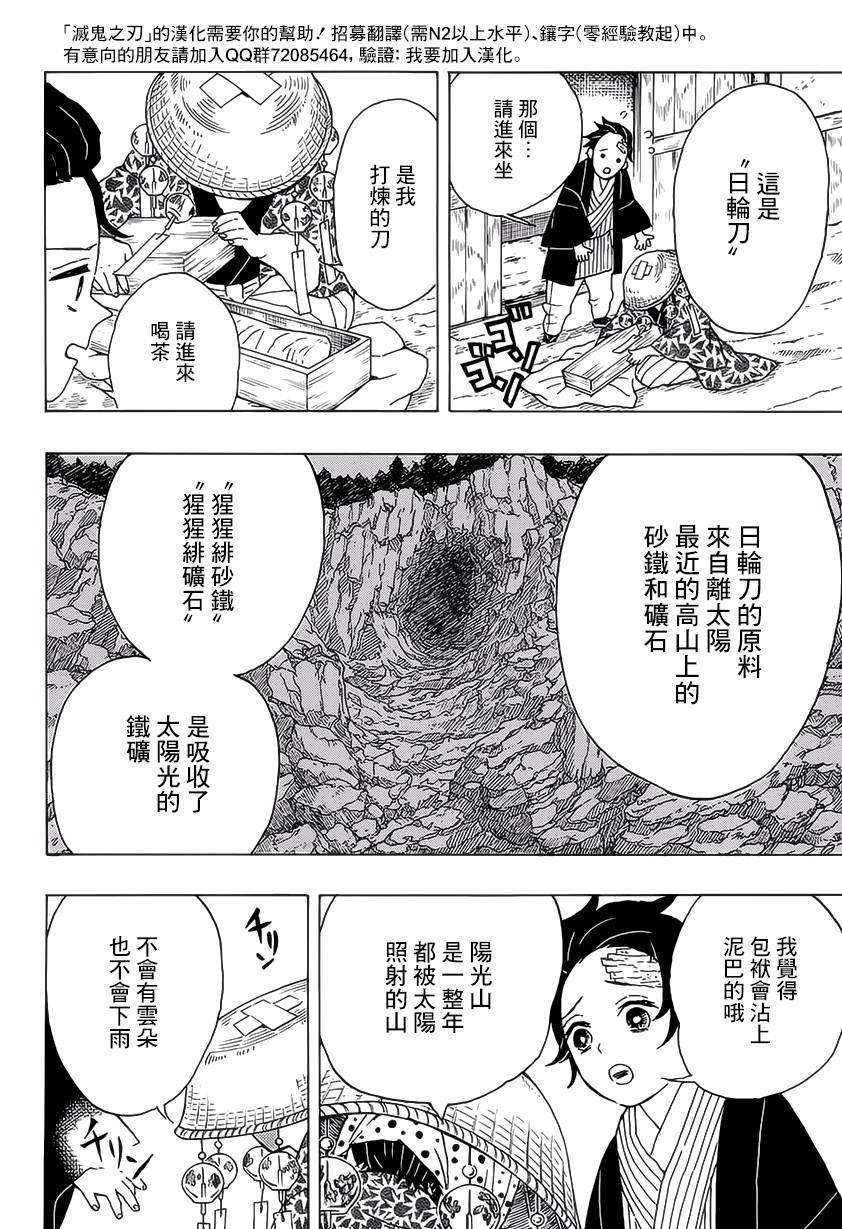 「滅鬼之刃」的漢化需要你的幫助！招募翻譯(需N2以上水平)、鑲字(零經驗教起)中。
有意向的朋友請加入QQ群72085464，驗證：我要加入漢化。
這是
〝日輪刀〞
那個…
請進來坐
ゴソ
ゴソ
是我
打煉的刀
請進來
喝茶
日輪刀的原料
來自離太陽
最近的高山上的
砂鐵和礦石
〝猩猩緋砂鐵〞
〝猩猩緋礦石〞
是吸收了
太陽光的
鐵礦
我覺得
包袱會沾上
泥巴的哦
陽光山
是一整年
都被太陽
照射的山
チリン
不會有雲朵
也不會下雨
チリン